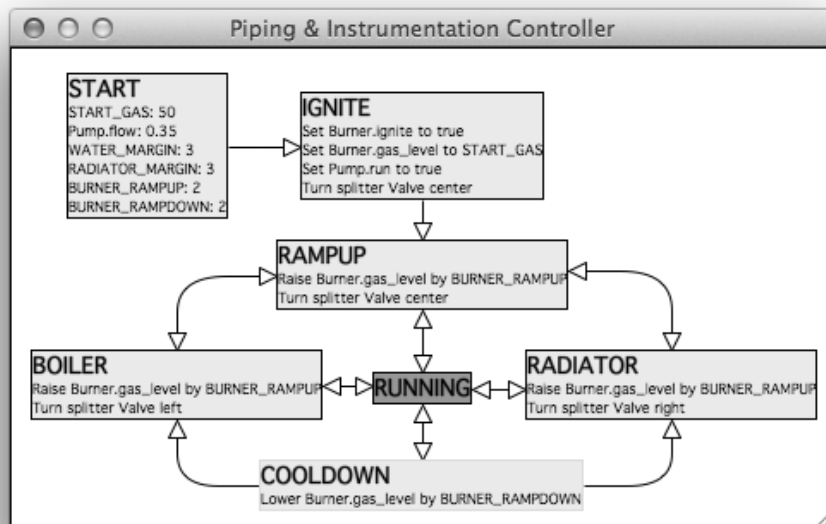 Piping & Instrumentation Controller
START
START_GAS: 50
Pump.flow: 0.35
WATER_MARGIN: 3
RADIATOR_MARGIN: 3
BURNER_RAMPUP: 2
BURNER_RAMPDOWN: 2
IGNITE
Set Burner.ignite to true
Set Burner.gas_level to START_GAS
Set Pump.run to true
Turn splitter Valve center
RAMPUP
Raise Burner.gas_level by BURNER_RAMPUP
Turn splitter Valve center
BOILER
Raise Burner.gas_level by BURNER_RAMPUP
Turn splitter Valve left
RUNNING
RADIATOR
Raise Burner.gas_level by BURNER_RAMPUP
Turn splitter Valve right
COOLDOWN
Lower Burner.gas_level by BURNER_RAMPDOWN